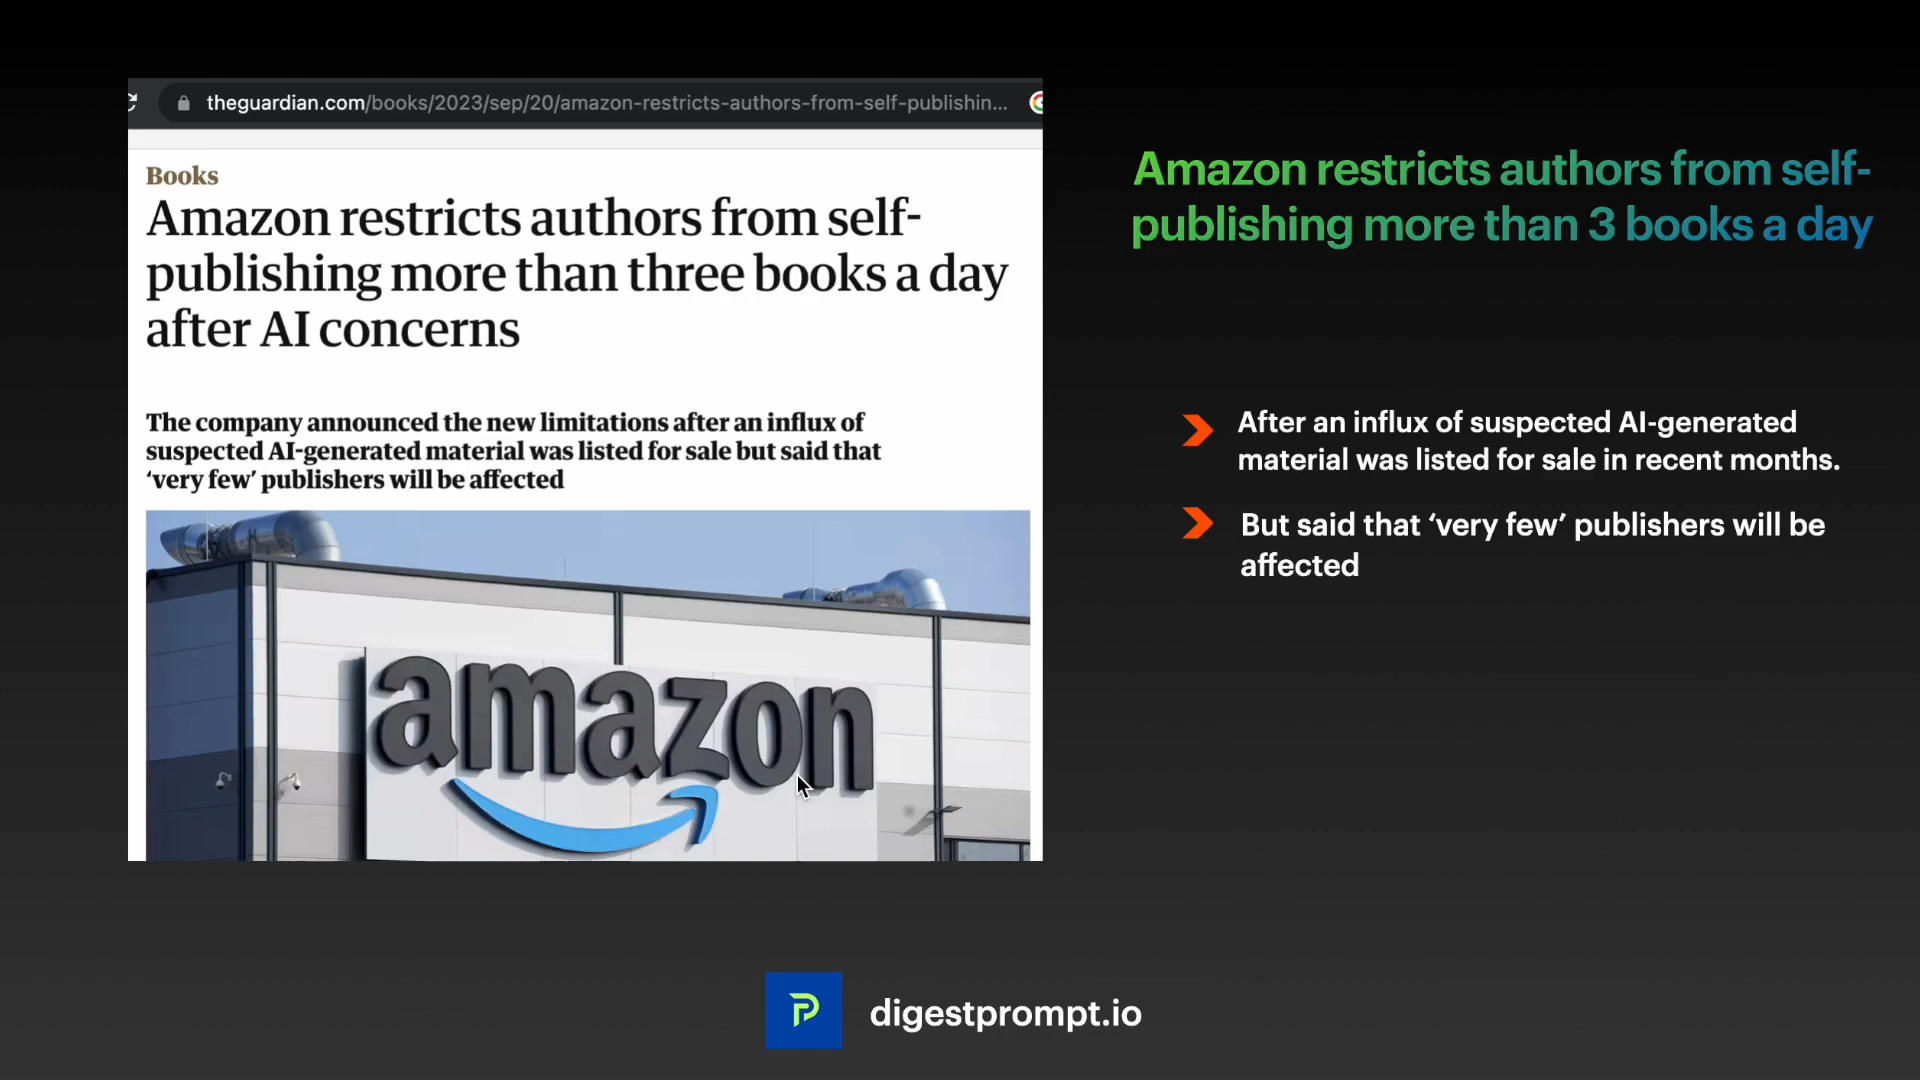 theguardian.com/books/2023/sep/20/amazon-restricts-authors-from-self-publishin...
Books
Amazon restricts authors from self-
publishing more than three books a day
after AI concerns
The company announced the new limitations after an influx of
suspected AI-generated material was listed for sale but said that
‘very few’ publishers will be affected
amazon
Amazon restricts authors from self-
publishing more than 3 books a day
After an influx of suspected AI-generated
material was listed for sale in recent months.
But said that ‘very few’ publishers will be
affected
digestprompt.io